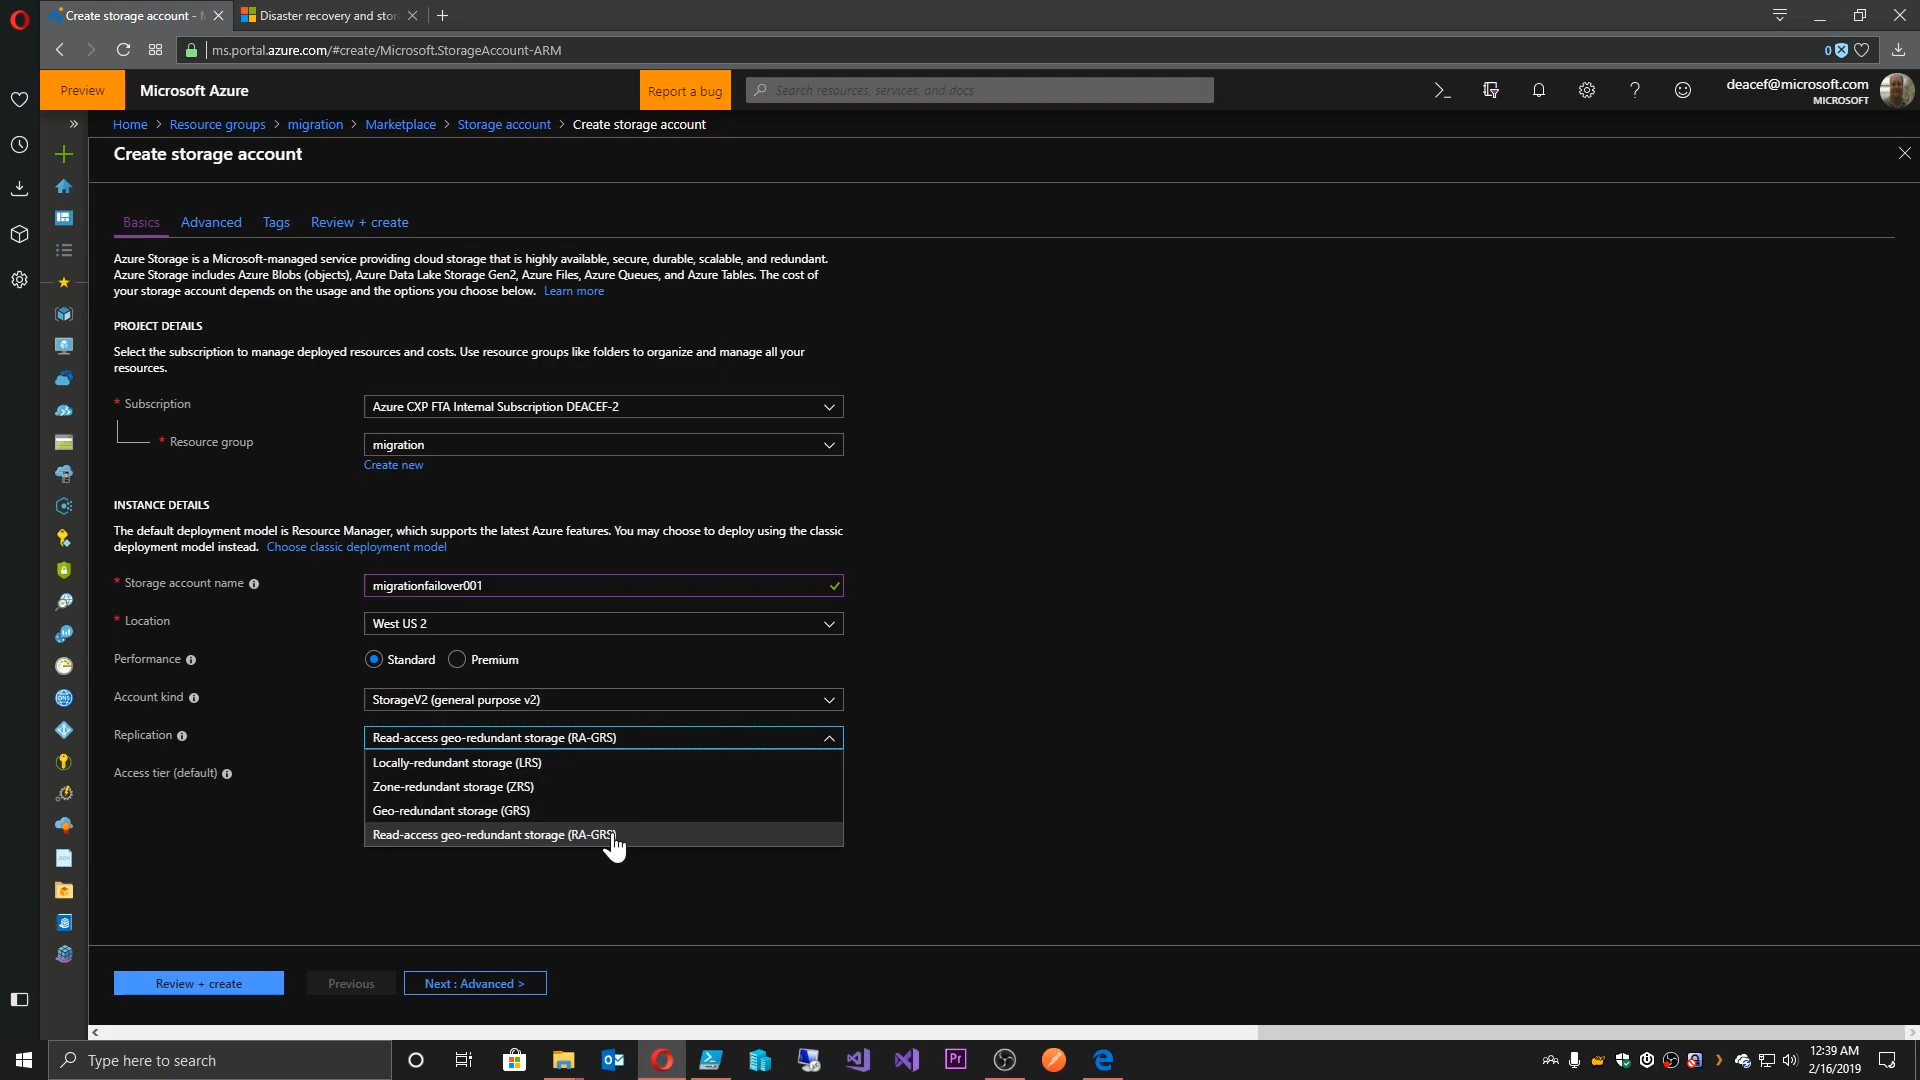 Create storage account -
Disaster recovery and stor
ms.portal.azure.com/#create/Microsoft.StorageAccount-ARM
0
Preview
Microsoft Azure
Report a bug
Search resources, services, and docs
deacef@microsoft.com
MICROSOFT
Home > Resource groups > migration > Marketplace > Storage account > Create storage account
Create storage account
Basics Advanced Tags Review + create
Azure Storage is a Microsoft-managed service providing cloud storage that is highly available, secure, durable, scalable, and redundant.
Azure Storage includes Azure Blobs (objects), Azure Data Lake Storage Gen2, Azure Files, Azure Queues, and Azure Tables. The cost of
your storage account depends on the usage and the options you choose below. Learn more
PROJECT DETAILS
Select the subscription to manage deployed resources and costs. Use resource groups like folders to organize and manage all your
resources.
* Subscription
Azure CXP FTA Internal Subscription DEACEF-2
* Resource group
migration
Create new
INSTANCE DETAILS
The default deployment model is Resource Manager, which supports the latest Azure features. You may choose to deploy using the classic
deployment model instead. Choose classic deployment model
* Storage account name
migrationfailover001
* Location
West US 2
Performance
Standard Premium
Account kind
StorageV2 (general purpose v2)
Replication
Read-access geo-redundant storage (RA-GRS)
Locally-redundant storage (LRS)
Access tier (default)
Zone-redundant storage (ZRS)
Geo-redundant storage (GRS)
Read-access geo-redundant storage (RA-GRS)
Review + create
Previous
Next : Advanced >
Type here to search
Pr
12:39 AM
2/16/2019